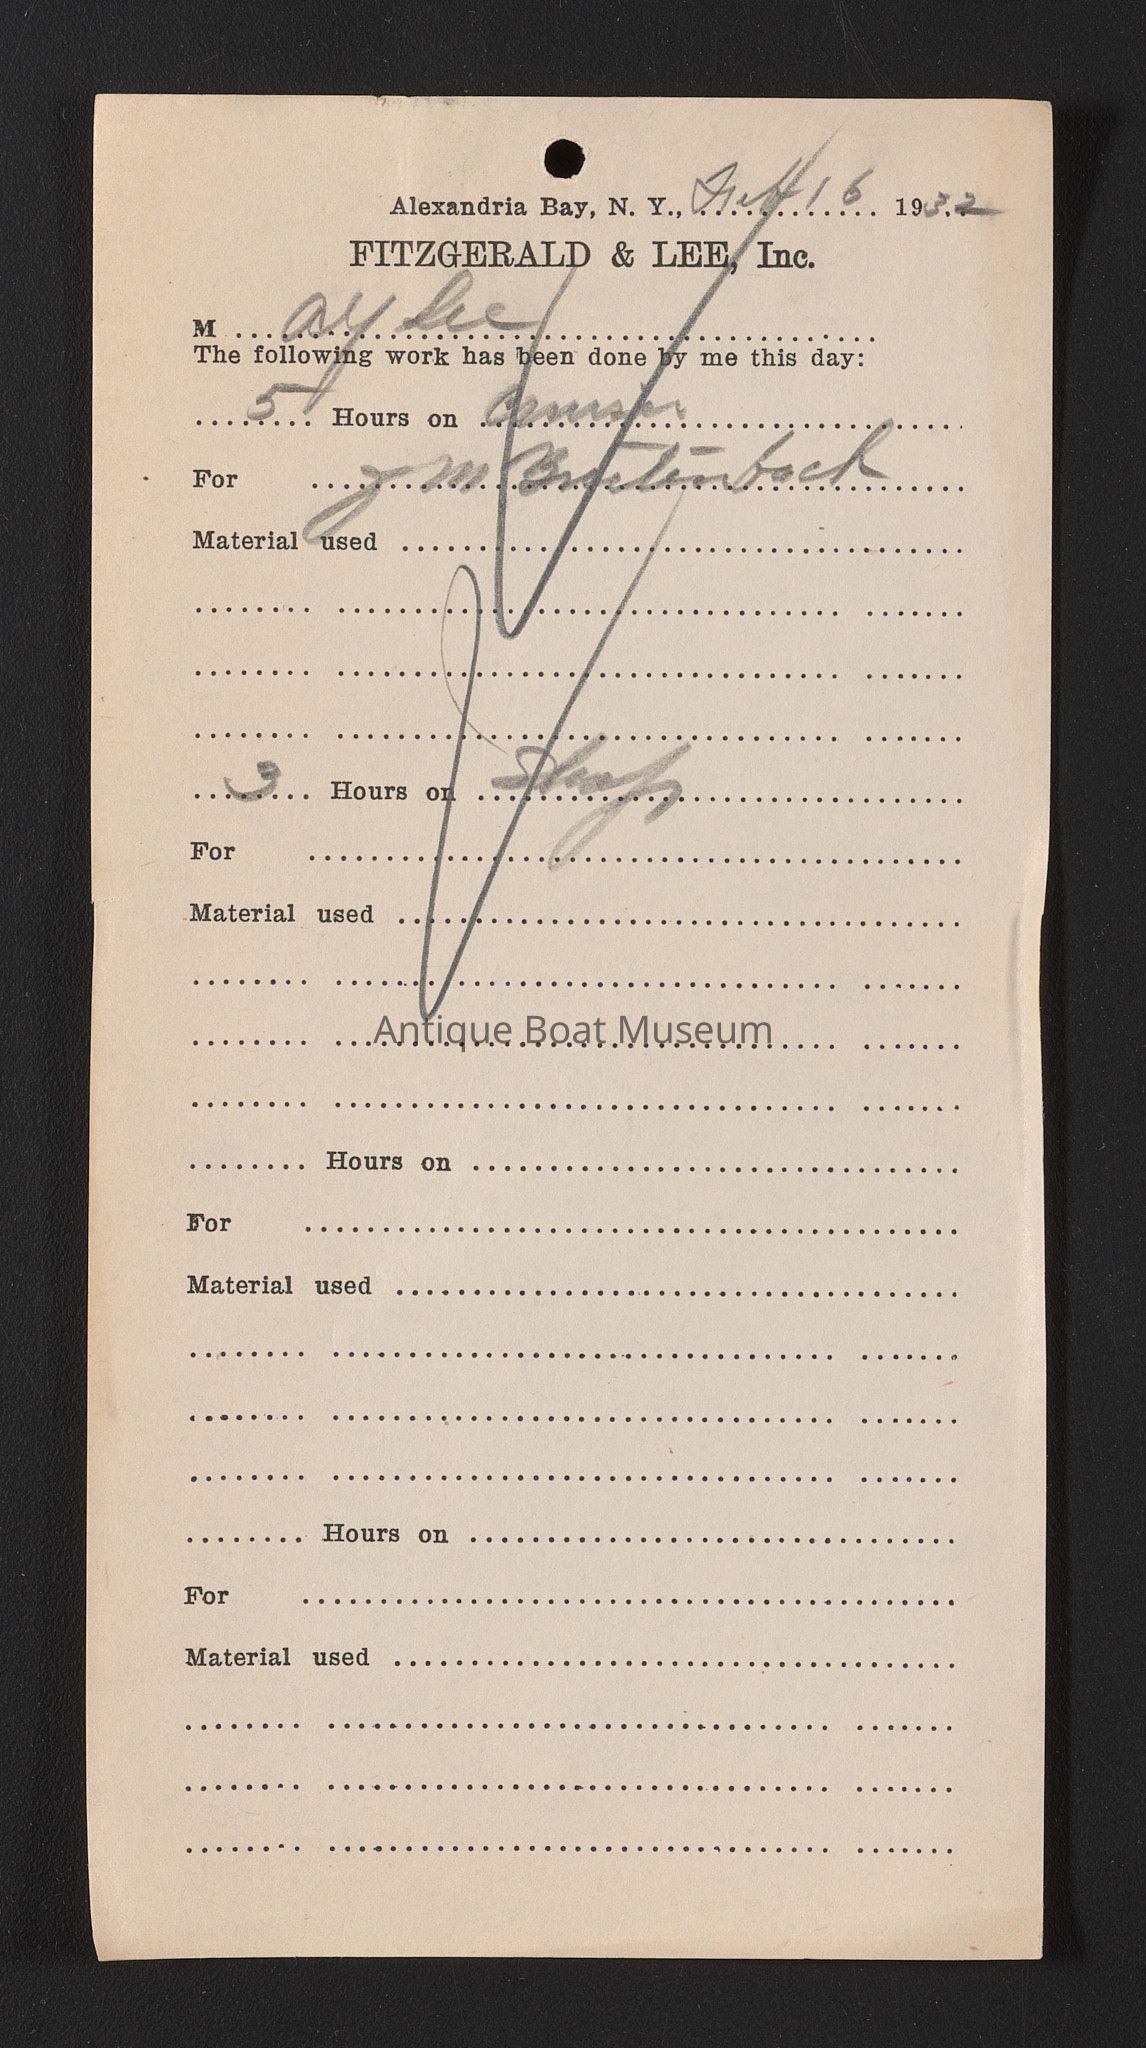 Alexandria Bay, N. Y., Feb 16 1932
FITZGERALD & LEE, Inc.
M ay Lee
The following work has been done by me this day:
5 Hours on
For J M
Material used
3 Hours on Shop
For
Material used
Antique Boat Museum
Hours on
For
Material used
Hours on
For
Material used